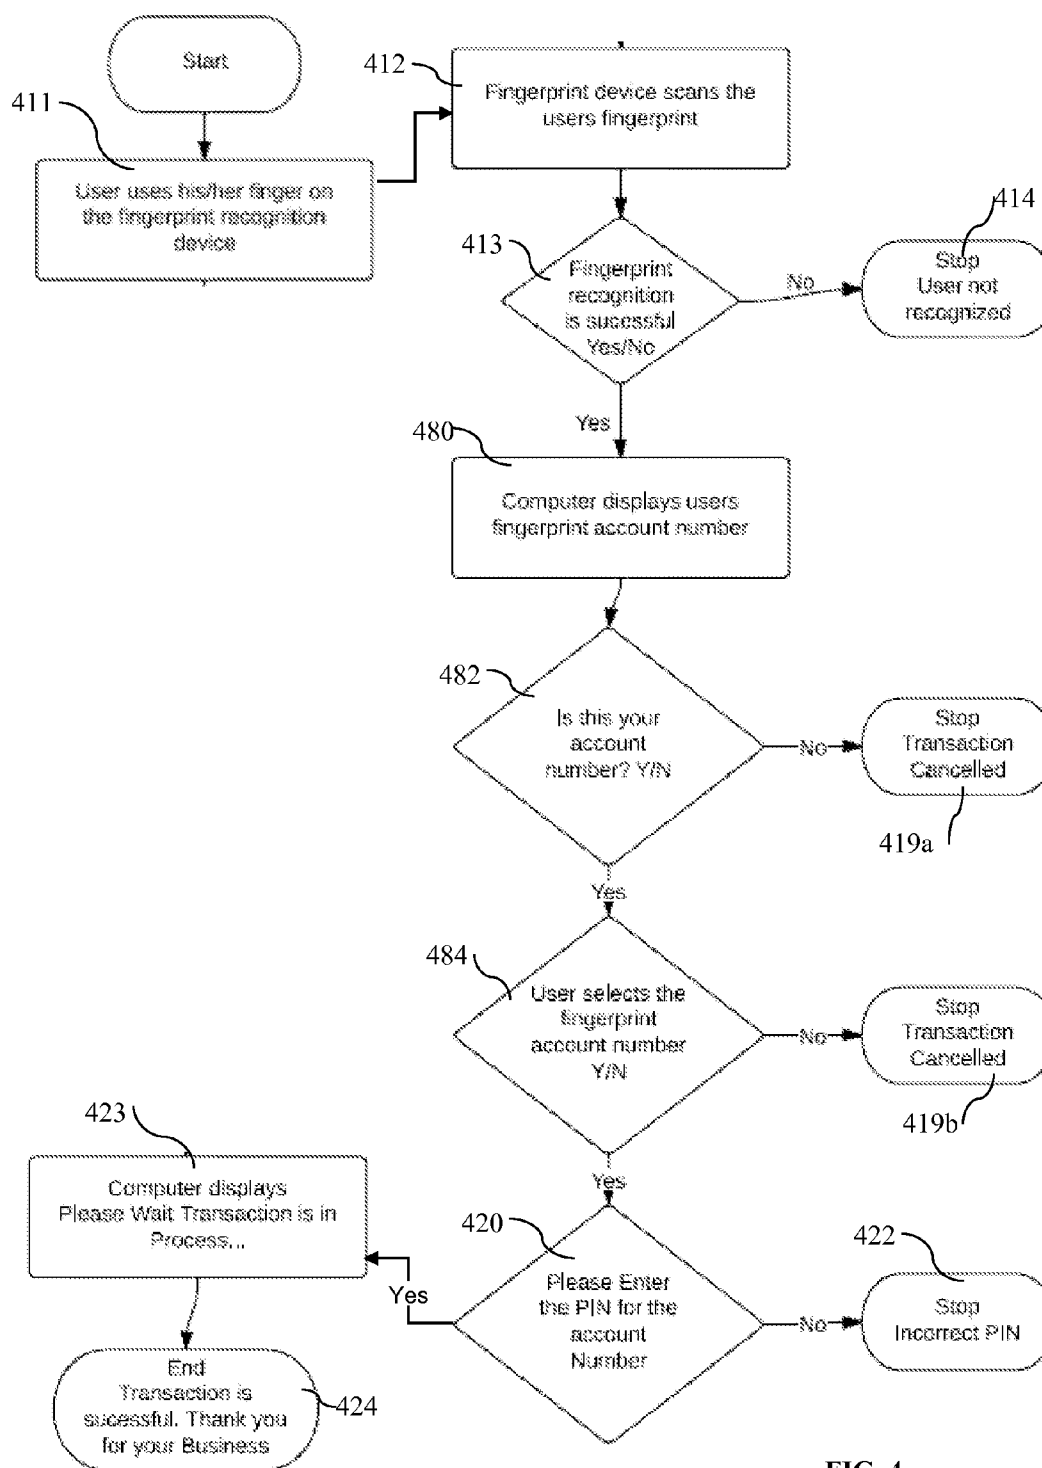 Start
411
User uses his/her finger on
the fingerprint recognition
device
412
Fingerprint device scans the
users fingerprint
413
Fingerprint
recognition
is sucessful
Yes/No
No
414
Stop
User not
recognized
Yes
480
Computer displays users
fingerprint account number
482
Is this your
account
number? Y/N
No
Stop
Transaction
Cancelled
419a
Yes
484
User selects the
fingerprint
account number
Y/N
No
Stop
Transaction
Cancelled
419b
Yes
420
Please Enter
the PIN for the
account
Number
No
422
Stop
Incorrect PIN
Yes
423
Computer displays
Please Wait Transaction is in
Process...
End
Transaction is
sucessful. Thank you
for your Business
424